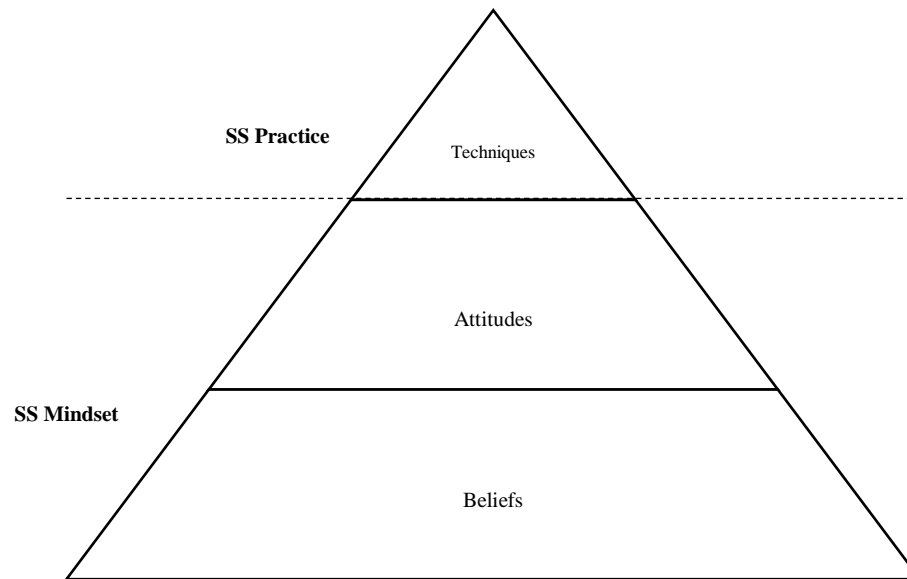 SS Practice
Techniques
Attitudes
SS Mindset
Beliefs